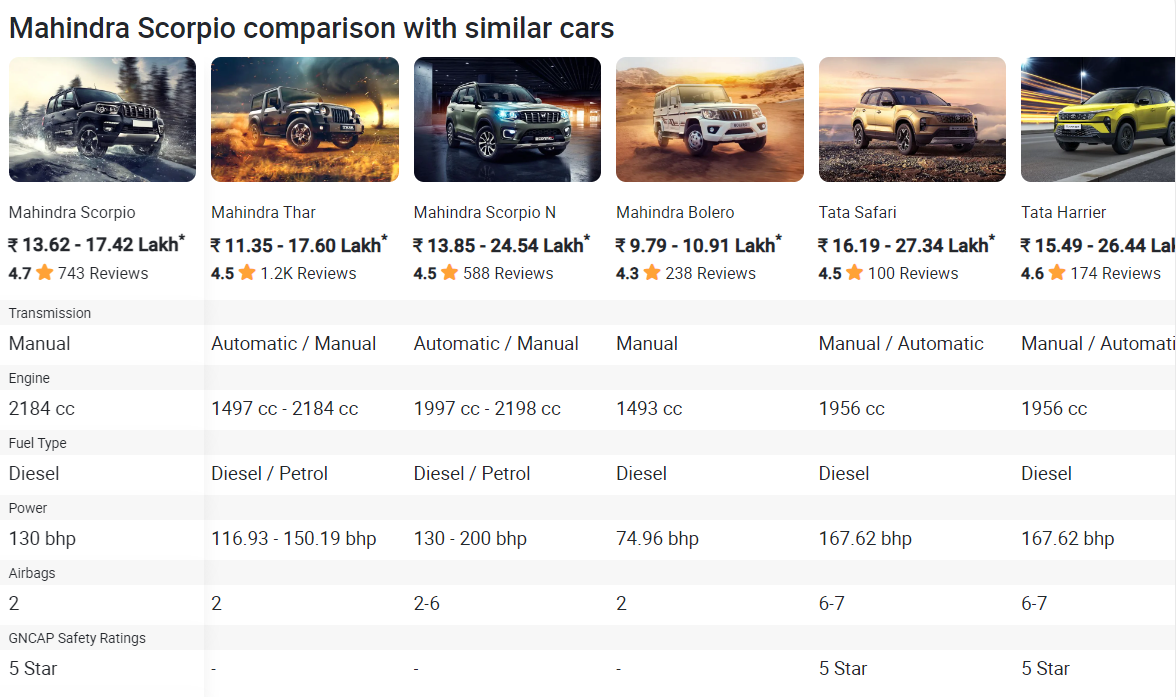 Mahindra Scorpio comparison with similar cars
Mahindra Scorpio Mahindra Thar Mahindra Scorpio N Mahindra Bolero Tata Safari Tata Harrier
₹ 13.62 - 17.42 Lakh* ₹ 11.35 - 17.60 Lakh* ₹ 13.85 - 24.54 Lakh* ₹ 9.79 - 10.91 Lakh* ₹ 16.19 - 27.34 Lakh* ₹ 15.49 - 26.44 Lak
4.7 743 Reviews 4.5 1.2K Reviews 4.5 588 Reviews 4.3 238 Reviews 4.5 100 Reviews 4.6 174 Reviews
Transmission
Manual Automatic / Manual Automatic / Manual Manual Manual / Automatic Manual / Automati
Engine
2184 cc 1497 cc - 2184 cc 1997 cc - 2198 cc 1493 cc 1956 cc 1956 cc
Fuel Type
Diesel Diesel / Petrol Diesel / Petrol Diesel Diesel Diesel
Power
130 bhp 116.93 - 150.19 bhp 130 - 200 bhp 74.96 bhp 167.62 bhp 167.62 bhp
Airbags
2 2 2-6 2 6-7 6-7
GNCAP Safety Ratings
5 Star - - - 5 Star 5 Star